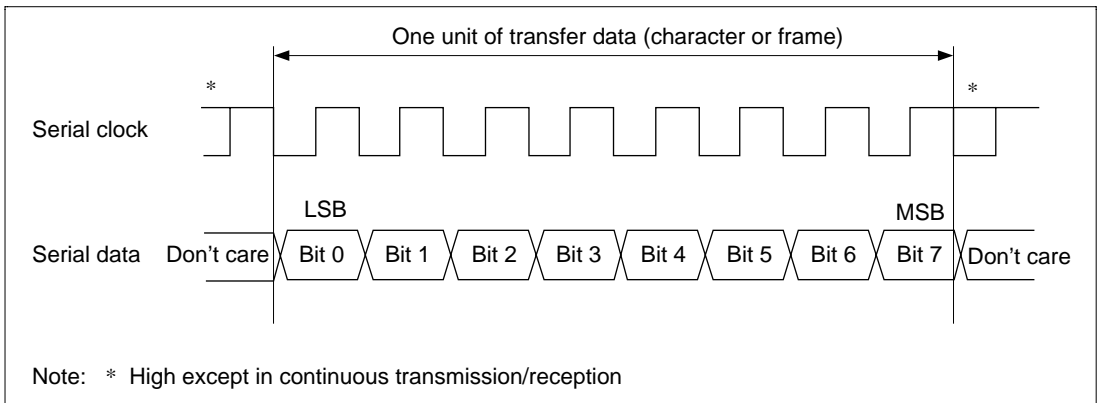 One unit of transfer data (character or frame)
* *
Serial clock
LSB MSB
Serial data Don't care Bit 0 Bit 1 Bit 2 Bit 3 Bit 4 Bit 5 Bit 6 Bit 7 Don't care
Note: * High except in continuous transmission/reception